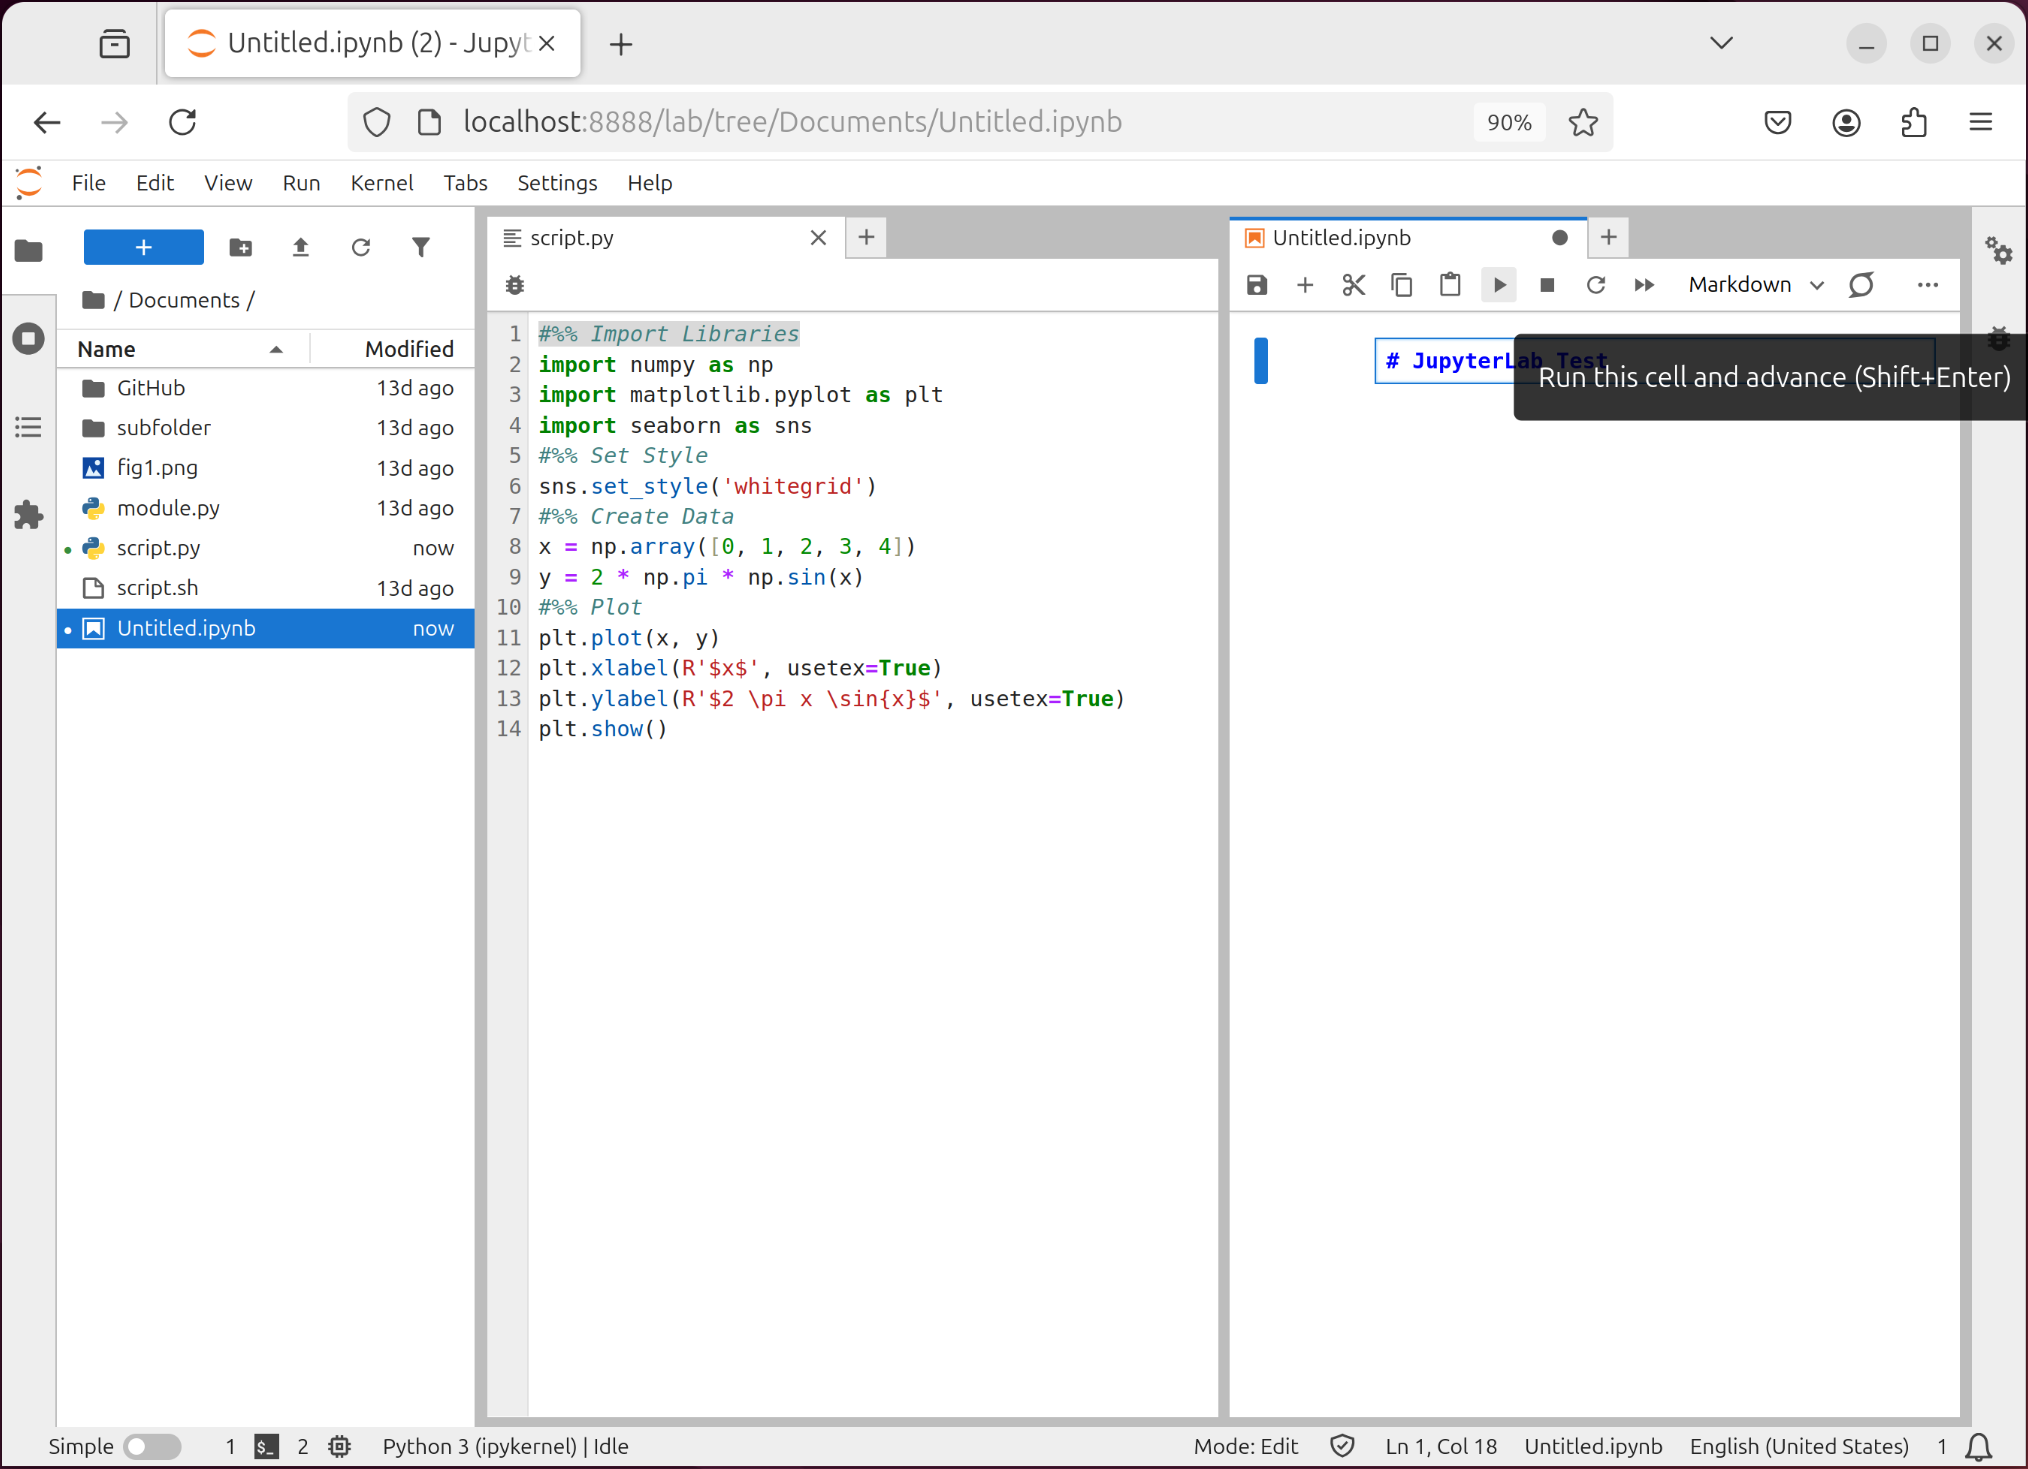 Untitled.ipynb (2) - Jupyt
localhost:8888/lab/tree/Documents/Untitled.ipynb
90%
File Edit View Run Kernel Tabs Settings Help
/ Documents /
Name Modified
GitHub 13d ago
subfolder 13d ago
fig1.png 13d ago
module.py 13d ago
script.py now
script.sh 13d ago
Untitled.ipynb now
script.py
1 #%% Import Libraries
2 import numpy as np
3 import matplotlib.pyplot as plt
4 import seaborn as sns
5 #%% Set Style
6 sns.set_style('whitegrid')
7 #%% Create Data
8 x = np.array([0, 1, 2, 3, 4])
9 y = 2 * np.pi * np.sin(x)
10 #%% Plot
11 plt.plot(x, y)
12 plt.xlabel(R'$x$', usetex=True)
13 plt.ylabel(R'$2 \pi x \sin{x}$', usetex=True)
14 plt.show()
Untitled.ipynb
Markdown
# JupyterLab Test
Run this cell and advance (Shift+Enter)
Simple 1 $_ 2 Python 3 (ipykernel) | Idle Mode: Edit Ln 1, Col 18 Untitled.ipynb English (United States) 1